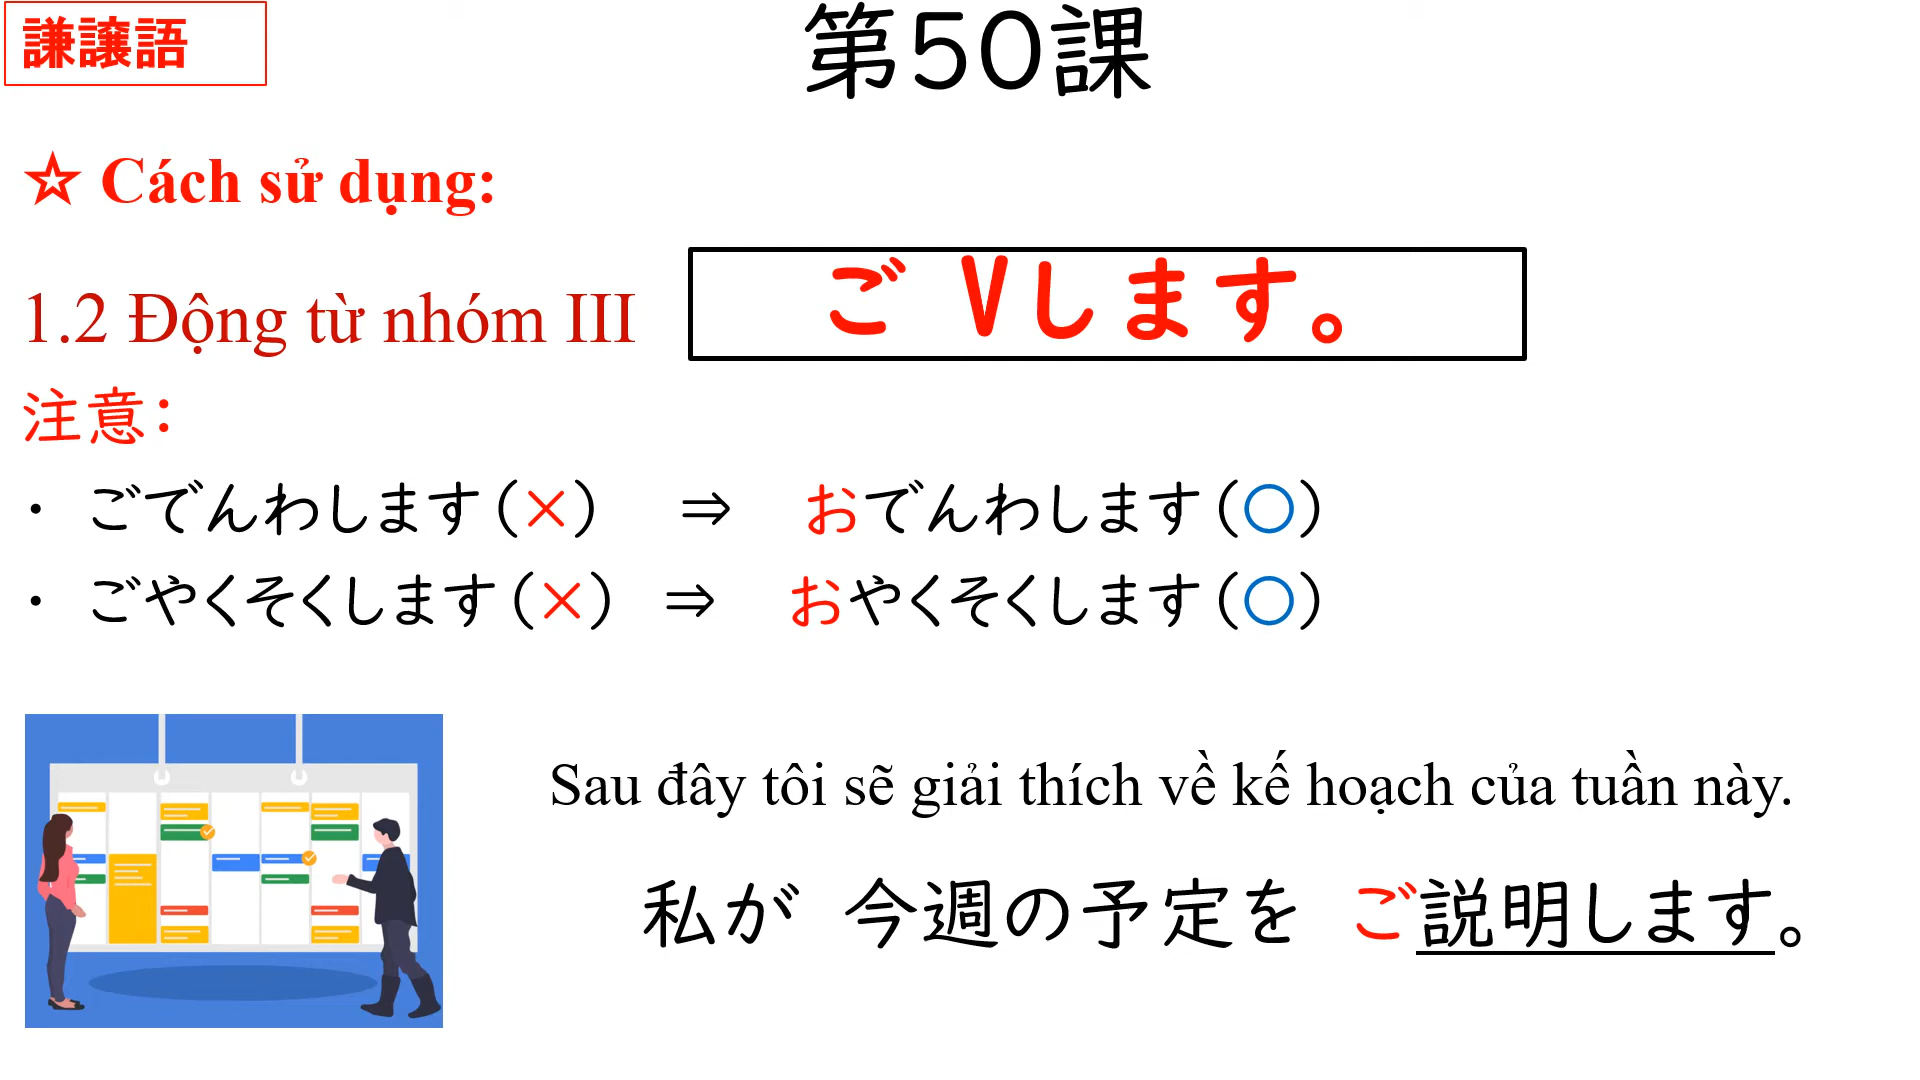 謙譲語
第50課
☆ Cách sử dụng:
1.2 Động từ nhóm III
ご Vします。
注意：
・ ごでんわします(×) ⇒ おでんわします(〇)
・ ごやくそくします(×) ⇒ おやくそくします(〇)
Sau đây tôi sẽ giải thích về kế hoạch của tuần này.
私が 今週の予定を ご説明します。